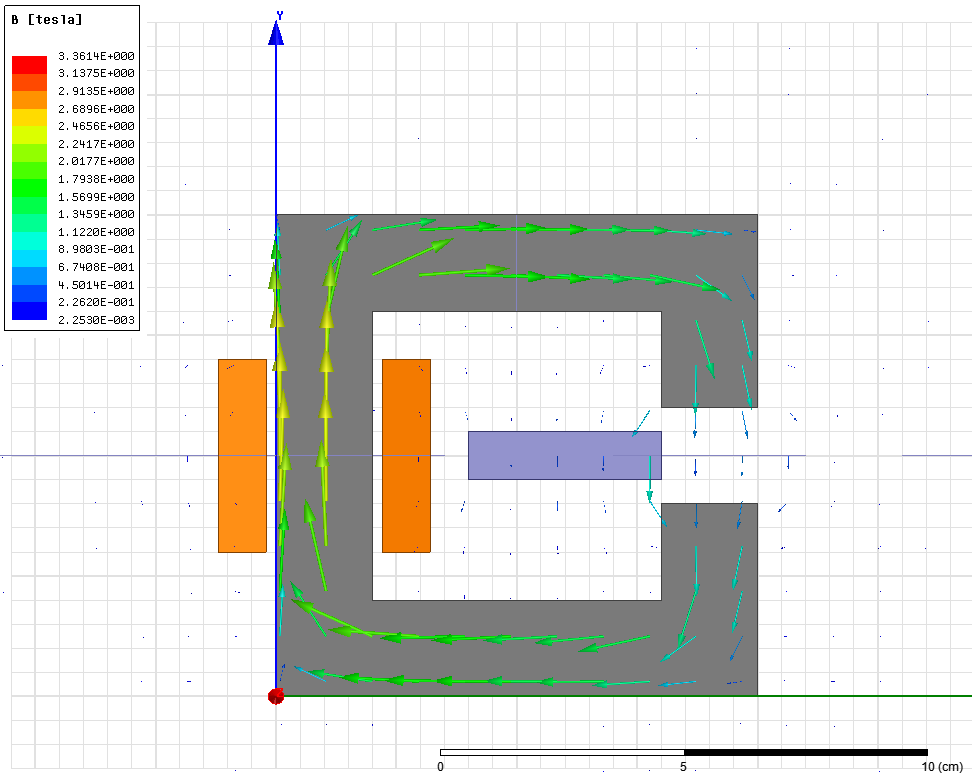 B [tesla]
3.3614E+000
3.1375E+000
2.9135E+000
2.6896E+000
2.4656E+000
2.2417E+000
2.0177E+000
1.7938E+000
1.5699E+000
1.3459E+000
1.1220E+000
8.9803E-001
6.7408E-001
4.5014E-001
2.2620E-001
2.2530E-003
Y
0
5
10 (cm)